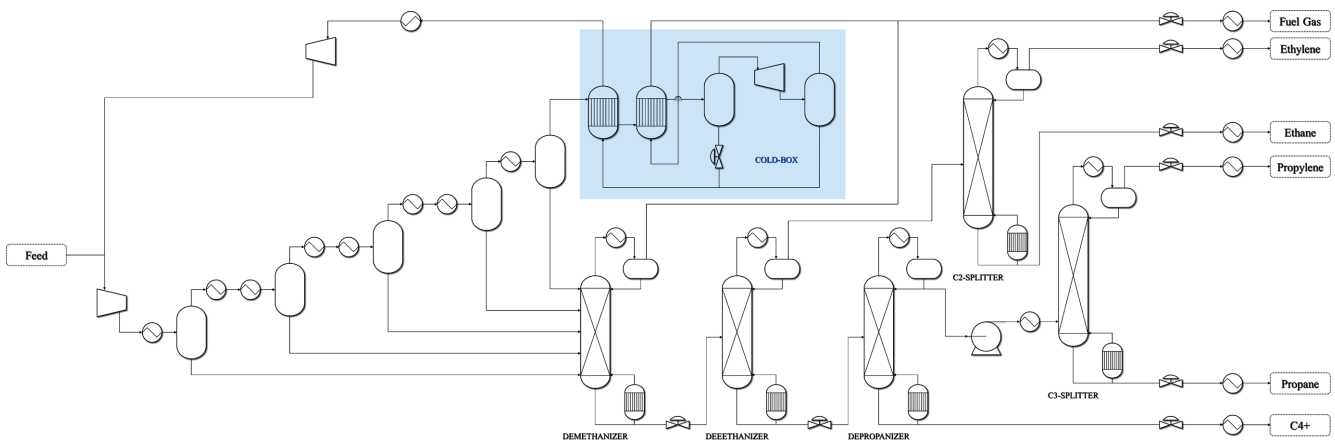 Fuel Gas
Ethylene
Ethane
COLD-BOX
Propylene
Feed
C2-SPLITTER
Propane
C3-SPLITTER
C4+
DEMETHANIZER
DEEETHANIZER
DEPROPANIZER